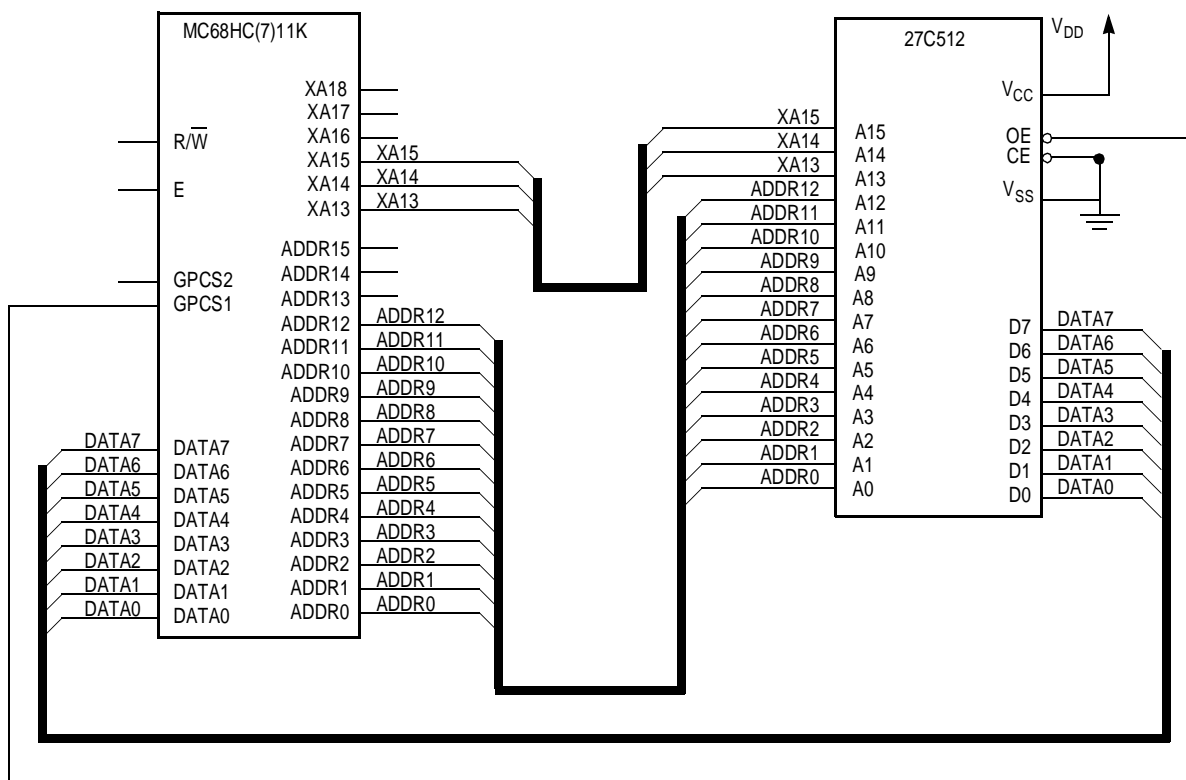 MC68HC(7)11K
R/W̅
E
GPCS2
GPCS1
DATA7 DATA7
DATA6 DATA6
DATA5 DATA5
DATA4 DATA4
DATA3 DATA3
DATA2 DATA2
DATA1 DATA1
DATA0 DATA0
XA18
XA17
XA16
XA15 XA15
XA14 XA14
XA13 XA13
ADDR15
ADDR14
ADDR13
ADDR12 ADDR12
ADDR11 ADDR11
ADDR10 ADDR10
ADDR9 ADDR9
ADDR8 ADDR8
ADDR7 ADDR7
ADDR6 ADDR6
ADDR5 ADDR5
ADDR4 ADDR4
ADDR3 ADDR3
ADDR2 ADDR2
ADDR1 ADDR1
ADDR0 ADDR0
27C512
XA15 A15
XA14 A14
XA13 A13
ADDR12 A12
ADDR11 A11
ADDR10 A10
ADDR9 A9
ADDR8 A8
ADDR7 A7
ADDR6 A6
ADDR5 A5
ADDR4 A4
ADDR3 A3
ADDR2 A2
ADDR1 A1
ADDR0 A0
VDD
VCC
OE
CE
VSS
D7 DATA7
D6 DATA6
D5 DATA5
D4 DATA4
D3 DATA3
D2 DATA2
D1 DATA1
D0 DATA0